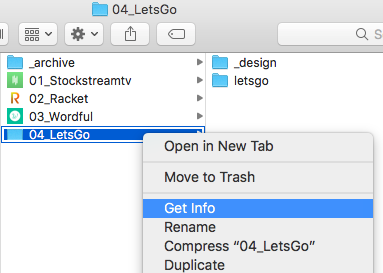 04_LetsGo
_archive
01_Stockstreamtv
02_Racket
03_Wordful
04_LetsGo
_design
letsgo
Open in New Tab
Move to Trash
Get Info
Rename
Compress “04_LetsGo”
Duplicate